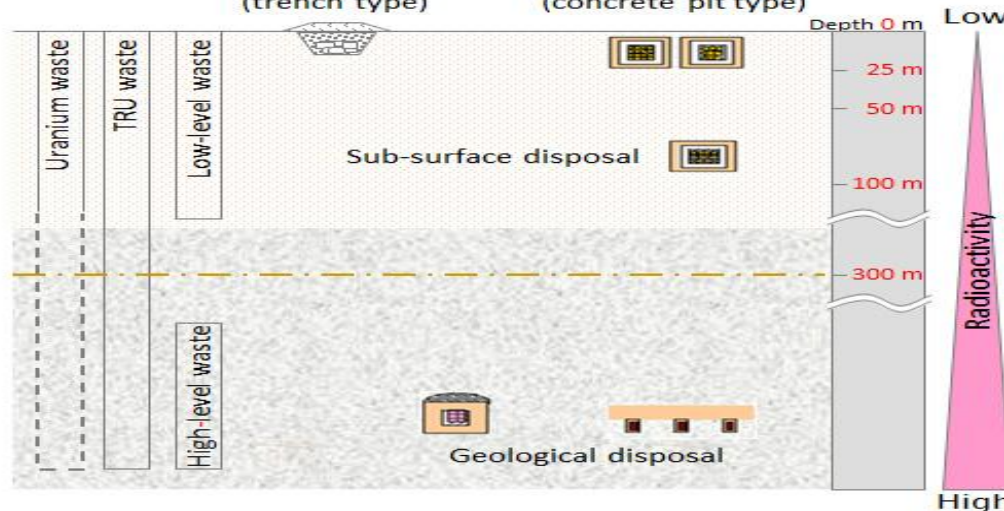 (trench type)
(concrete pit type)
Depth 0 m
Low
Uranium waste
TRU waste
Low-level waste
25 m
50 m
Sub-surface disposal
100 m
Radioactivity
300 m
High-level waste
Geological disposal
High